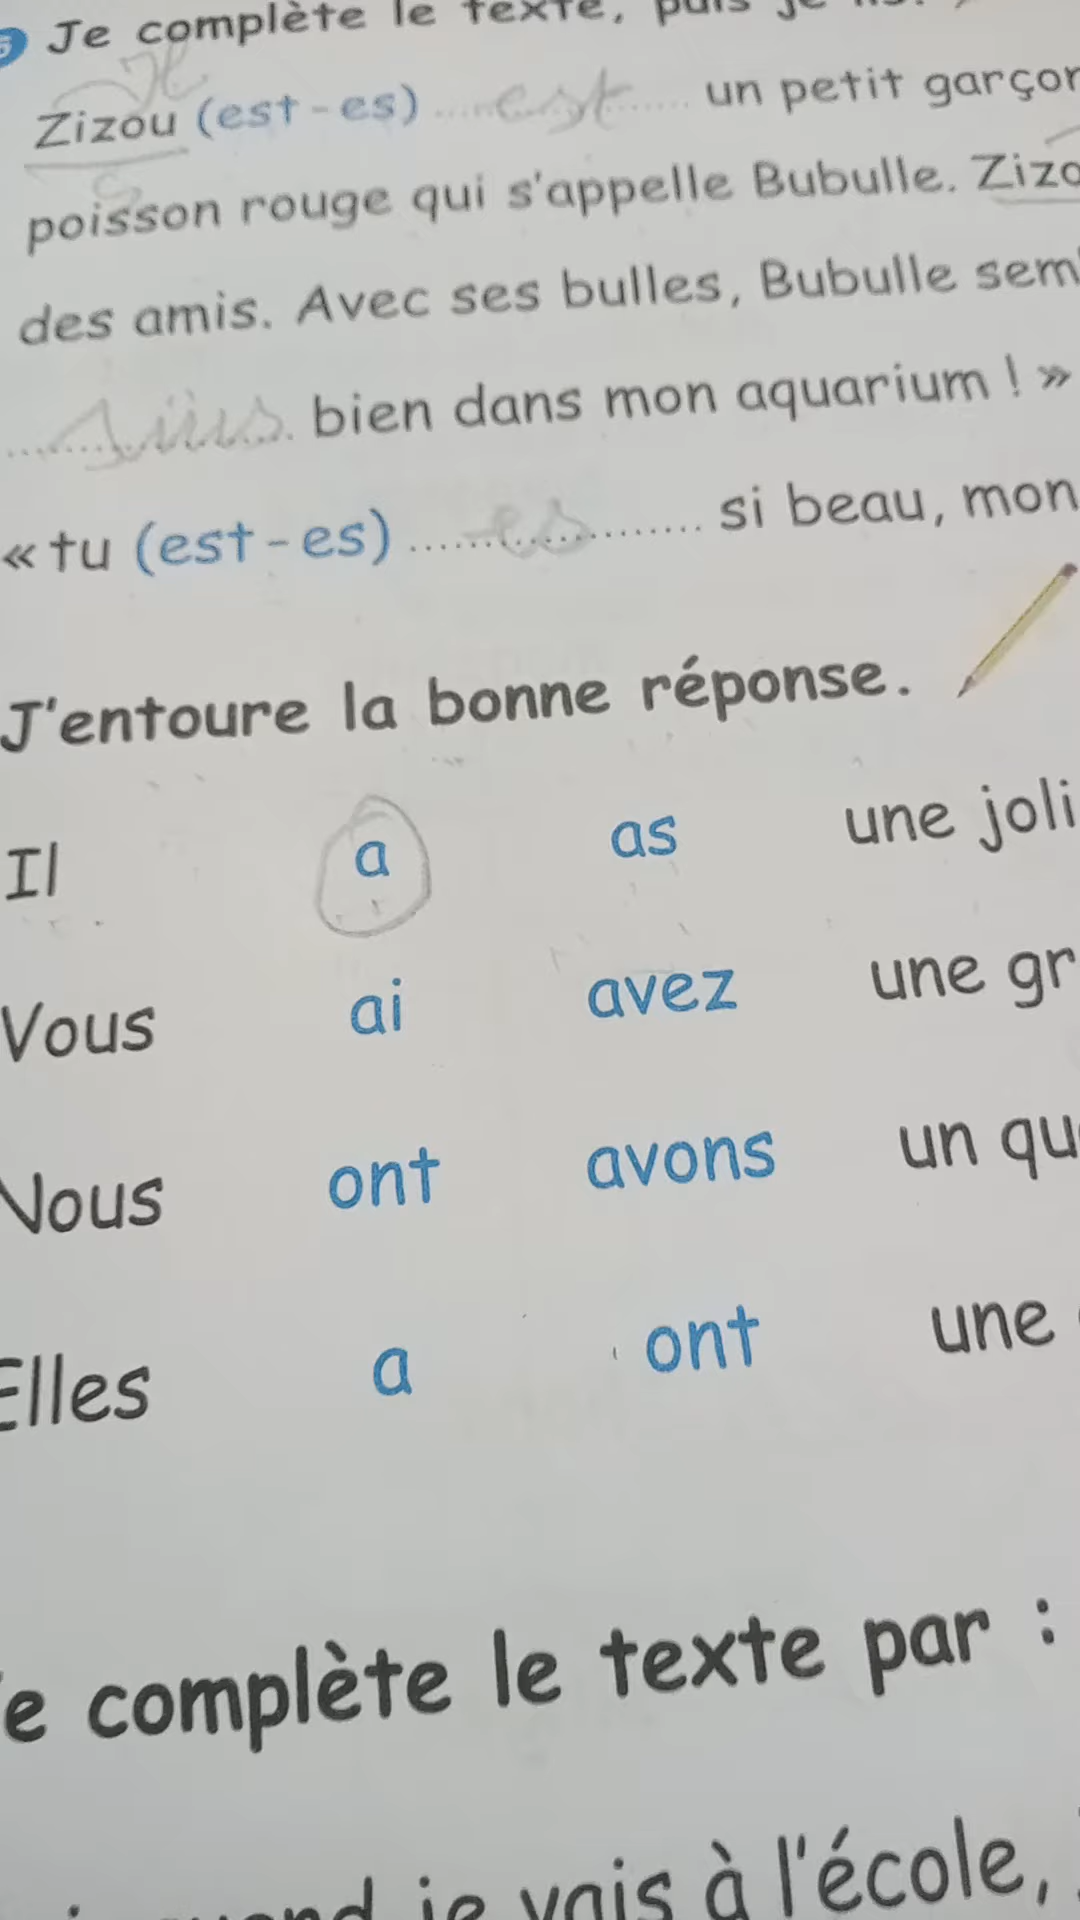 Je complète le texte, puis je
Zizou (est - es) est un petit garçon
poisson rouge qui s'appelle Bubulle. Zizo
des amis. Avec ses bulles, Bubulle sem
suis bien dans mon aquarium ! »
« tu (est - es) es si beau, mon
J'entoure la bonne réponse.
Il a as une joli
Vous ai avez une gr
Nous ont avons un qu
Elles a ont une
e complète le texte par :
je vais à l'école,